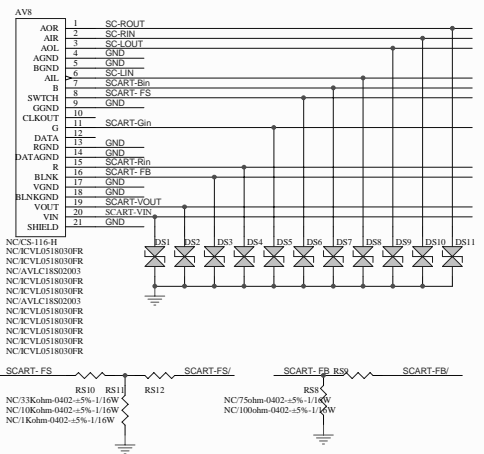 AV8
AOR 1 SC-ROUT
AIR 2 SC-RIN
AOL 3 SC-LOUT
AGND 4 GND
BGND 5 GND
AIL 6 SC-LIN
B 7 SCART-Bin
SWTCH 8 SCART- FS
GGND 9 GND
CLKOUT 10
G 11 SCART-Gin
DATA 12
RGND 13 GND
DATAGND 14 GND
R 15 SCART-Rin
BLNK 16 SCART- FB
VGND 17 GND
BLNKGND 18 GND
VOUT 19 SCART-VOUT
VIN 20 SCART-VIN
SHIELD 21 GND
DS1 DS2 DS3 DS4 DS5 DS6 DS7 DS8 DS9 DS10 DS11
NC/CS-116-H
NC/ICVL0518030FR
NC/ICVL0518030FR
NC/AVLC18S02003
NC/ICVL0518030FR
NC/ICVL0518030FR
NC/ICVL0518030FR
NC/AVLC18S02003
NC/ICVL0518030FR
NC/ICVL0518030FR
NC/ICVL0518030FR
NC/ICVL0518030FR
SCART- FS SCART-FS/ SCART- FB RS9 SCART-FB/
RS10 RS11 RS12 RS8
NC/33Kohm-0402-±5%-1/16W NC/75ohm-0402-±5%-1/16W
NC/10Kohm-0402-±5%-1/16W NC/100ohm-0402-±5%-1/16W
NC/1Kohm-0402-±5%-1/16W